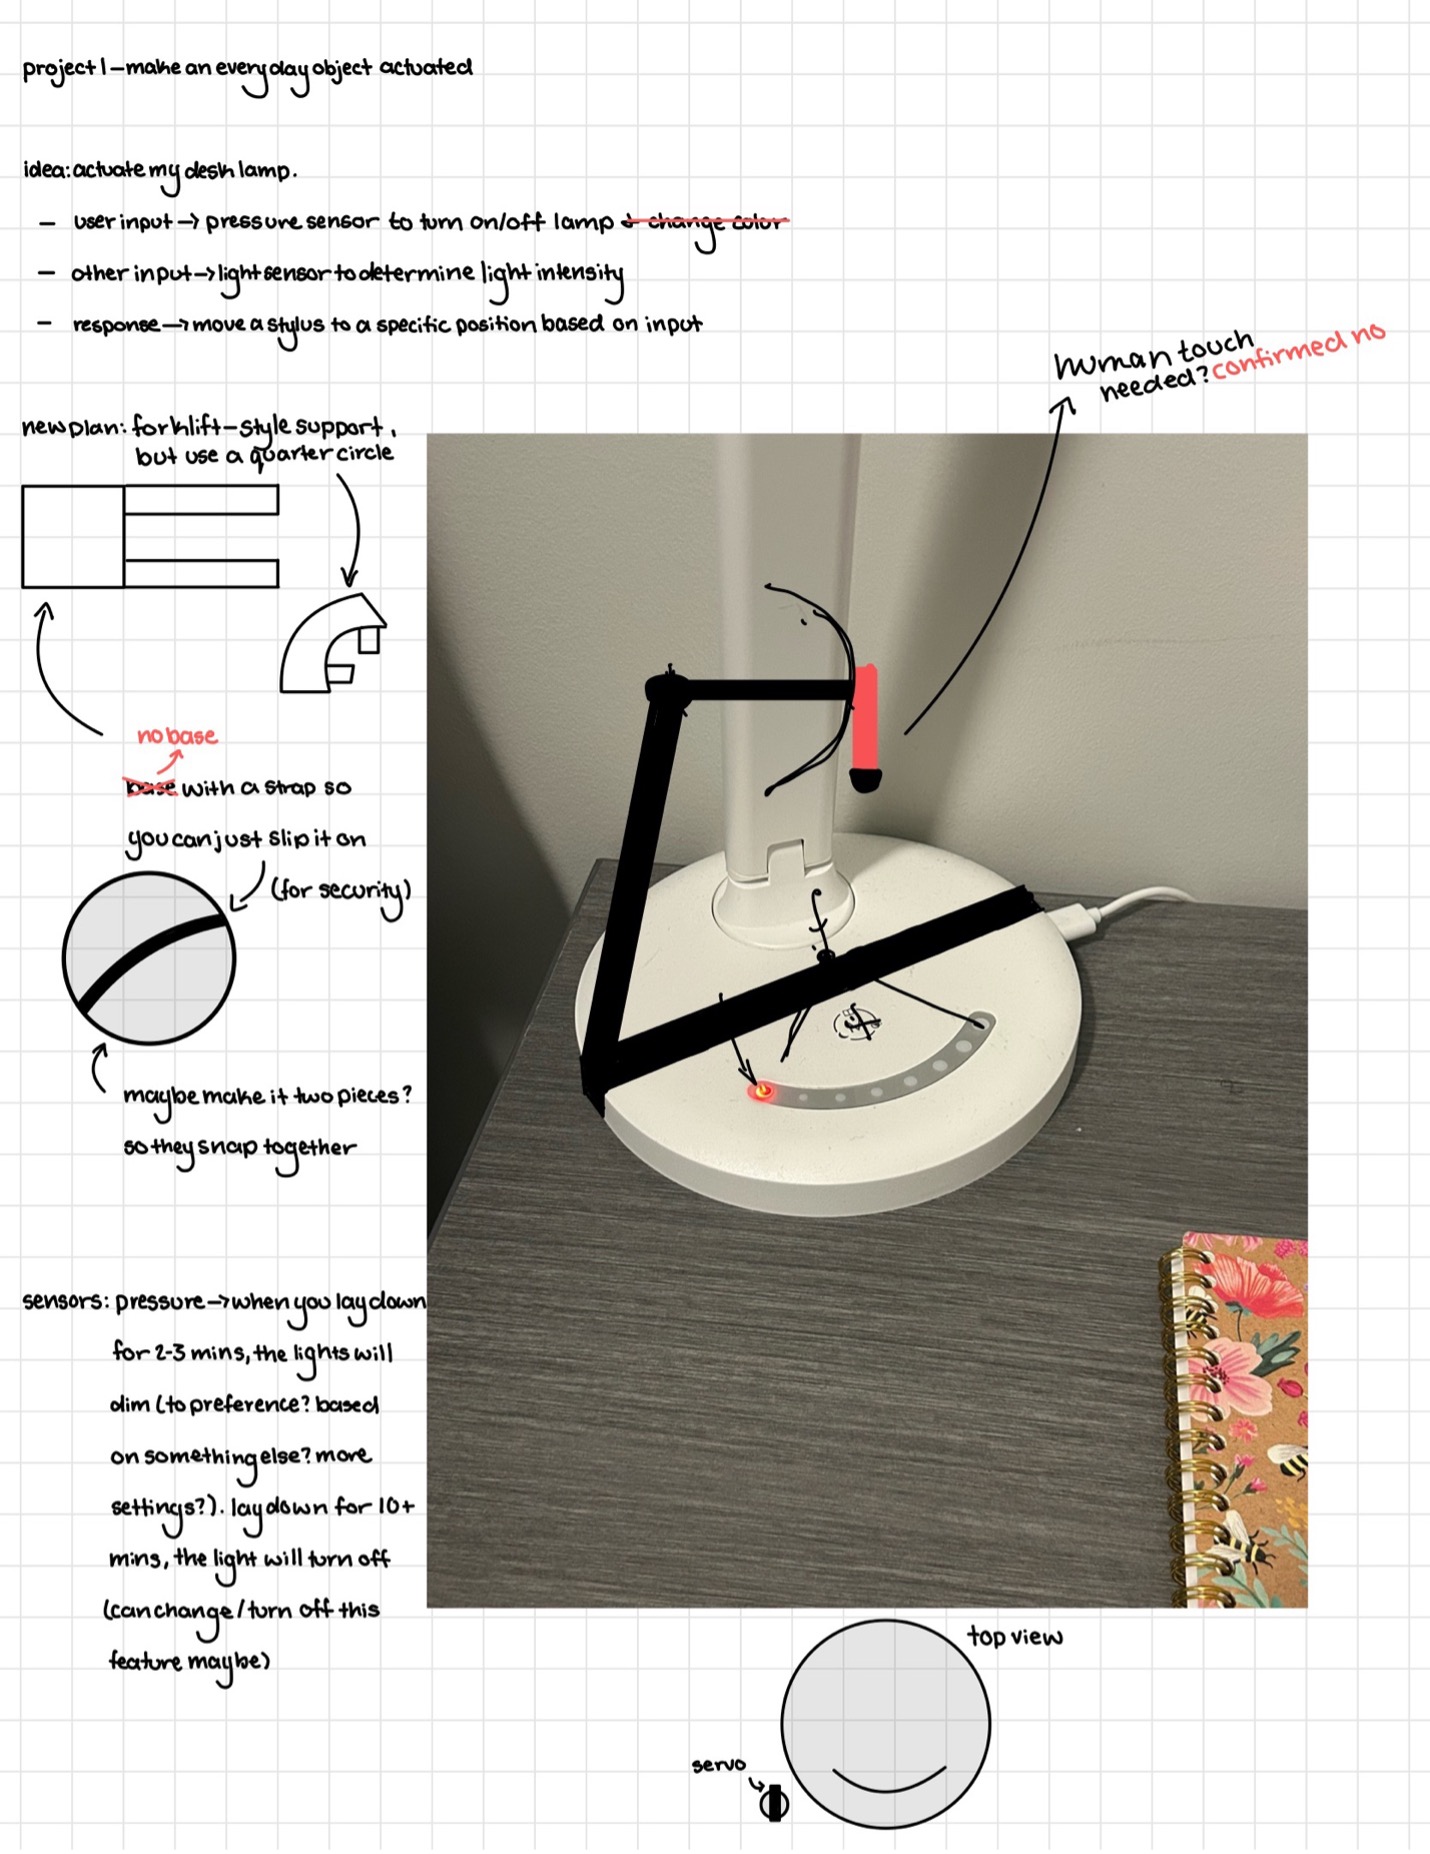 project 1 – make an everyday object actuated
idea: actuate my desk lamp.
– user input → pressure sensor to turn on/off lamp & change color
– other input → light sensor to determine light intensity
– response → move a stylus to a specific position based on input
human touch
needed? confirmed no
new plan: forklift-style support,
but use a quarter circle
no base
base with a strap so
you can just slip it on
(for security)
maybe make it two pieces?
so they snap together
sensors: pressure → when you lay down
for 2-3 mins, the lights will
dim (to preference? based
on something else? more
settings?). lay down for 10+
mins, the light will turn off
(can change/turn off this
feature maybe)
top view
servo